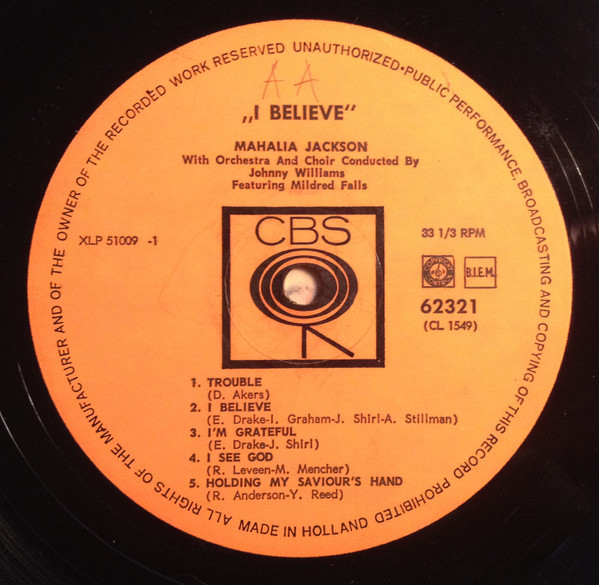 ALL RIGHTS OF THE MANUFACTURER AND OF THE OWNER OF THE RECORDED WORK RESERVED UNAUTHORIZED·PUBLIC PERFORMANCE, BROADCASTING AND COPYING OF THIS RECORD PROHIBITED
A A
„I BELIEVE”
MAHALIA JACKSON
With Orchestra And Choir Conducted By
Johnny Williams
Featuring Mildred Falls
CBS
XLP 51009 -1
33 1/3 RPM
B.I.E.M.
62321
(CL 1549)
1. TROUBLE
(D. Akers)
2. I BELIEVE
(E. Drake-I. Graham-J. Shirl-A. Stillman)
3. I'M GRATEFUL
(E. Drake-J. Shirl)
4. I SEE GOD
(R. Leveen-M. Mencher)
5. HOLDING MY SAVIOUR'S HAND
(R. Anderson-Y. Reed)
MADE IN HOLLAND